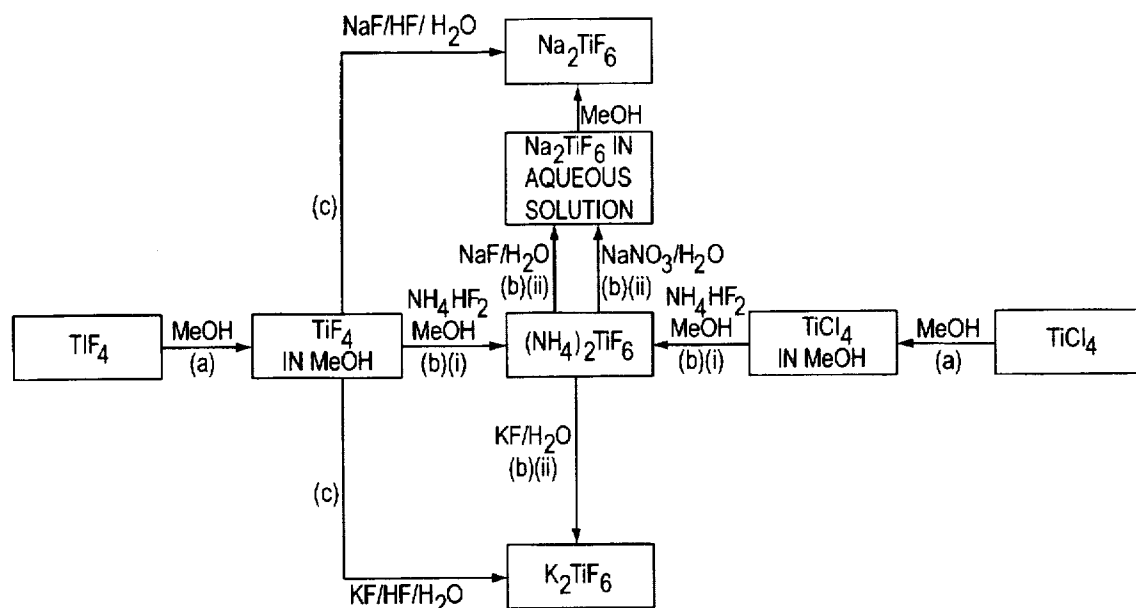 NaF/HF/ H2O
Na2TiF6
MeOH
Na2TiF6 IN
AQUEOUS
SOLUTION
(c)
NaF/H2O
(b)(ii)
NaNO3/H2O
(b)(ii)
TIF4
MeOH
(a)
TiF4
IN MeOH
NH4HF2
MeOH
(b)(i)
(NH4)2TiF6
NH4HF2
MeOH
(b)(i)
TiCl4
IN MeOH
MeOH
(a)
TiCl4
KF/H2O
(b)(ii)
(c)
KF/HF/H2O
K2TiF6